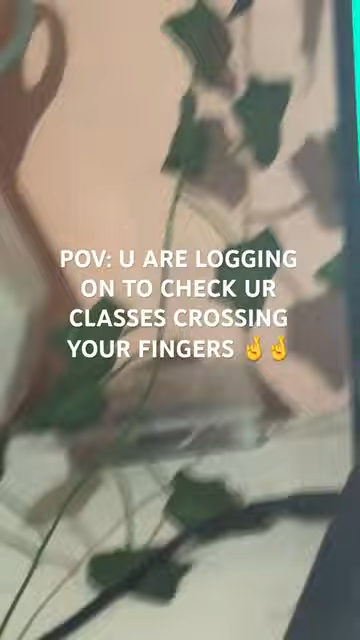 POV: U ARE LOGGING
ON TO CHECK UR
CLASSES CROSSING
YOUR FINGERS 🤞🤞